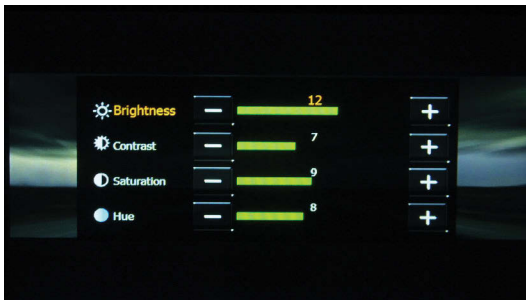 Brightness − 12 +
Contrast − 7 +
Saturation − 9 +
Hue − 8 +